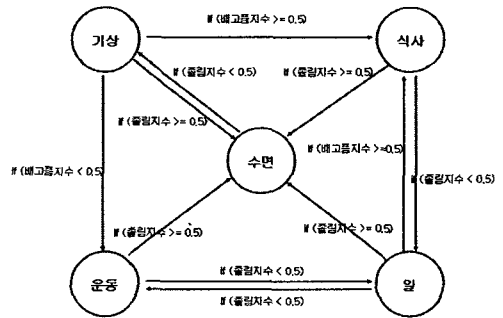 If (배고픔지수 >= 0.5)
기상
식사
If (졸림지수 < 0.5)
If (졸림지수 >= 0.5)
If (졸림지수 >= 0.5)
수면
If (배고픔지수 >=0.5)
If (배고픔지수 < 0.5)
If (졸림지수 < 0.5)
If (졸림지수 >= 0.5)
If (졸림지수 >= 0.5)
If (졸림지수 < 0.5)
운동
If (졸림지수 < 0.5)